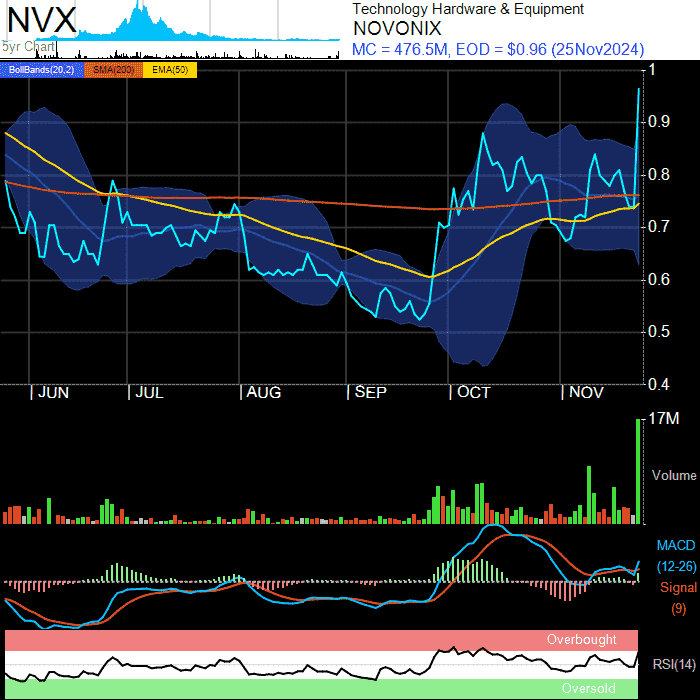 NVX
5yr Chart
Technology Hardware & Equipment
NOVONIX
MC = 476.5M, EOD = $0.96 (25Nov2024)
BollBands(20,2) SMA(200) EMA(50)
1
0.9
0.8
0.7
0.6
0.5
0.4
| JUN | JUL | AUG | SEP | OCT | NOV
17M
Volume
MACD
(12-26)
Signal
(9)
Overbought
RSI(14)
Oversold